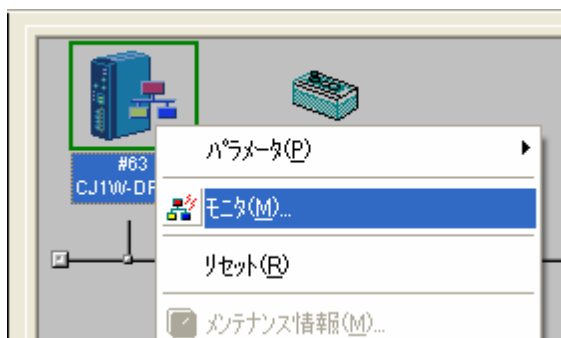 #63
CJ1W-DR
ﾊﾟﾗﾒｰﾀ(P)
ﾓﾆﾀ(M)...
ﾘｾｯﾄ(R)
ﾒﾝﾃﾅﾝｽ情報(M)...